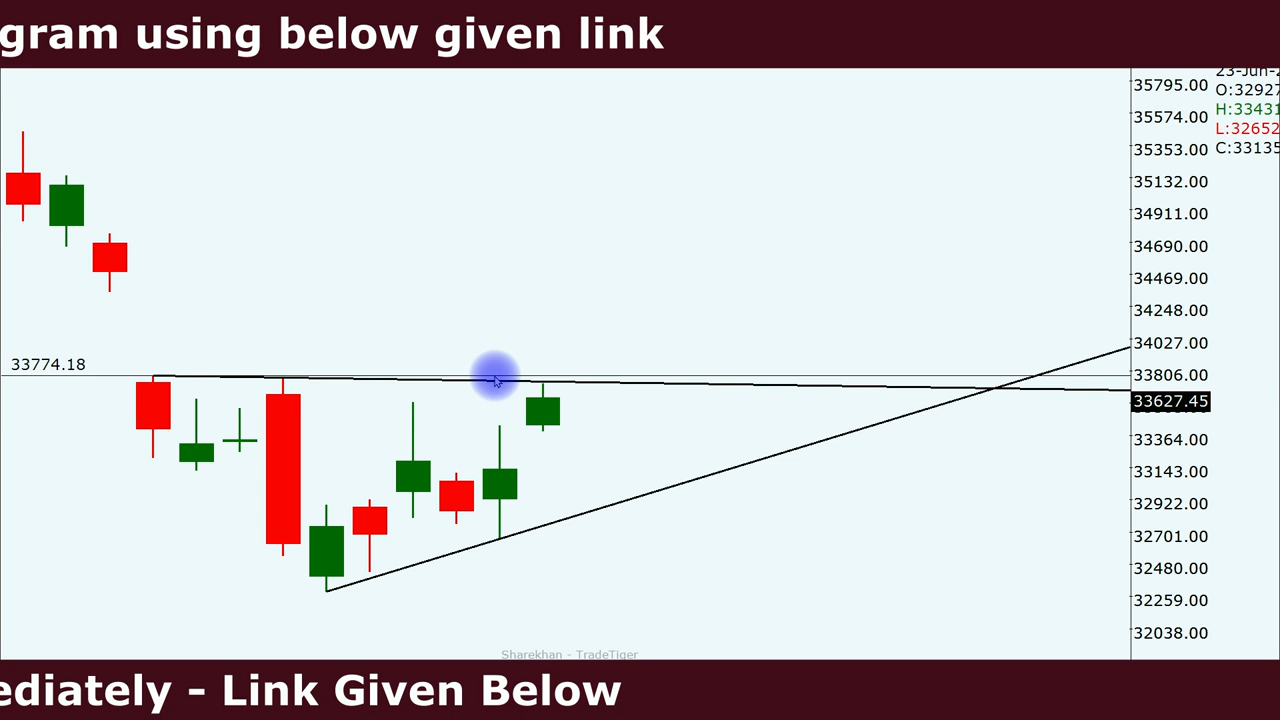 gram using below given link
35795.00
35574.00
35353.00
35132.00
34911.00
34690.00
34469.00
34248.00
34027.00
33806.00
33627.45
33364.00
33143.00
32922.00
32701.00
32480.00
32259.00
32038.00
23-Jun-2
O:32927
H:33431
L:32652
C:33135
33774.18
Sharekhan - TradeTiger
ediately - Link Given Below